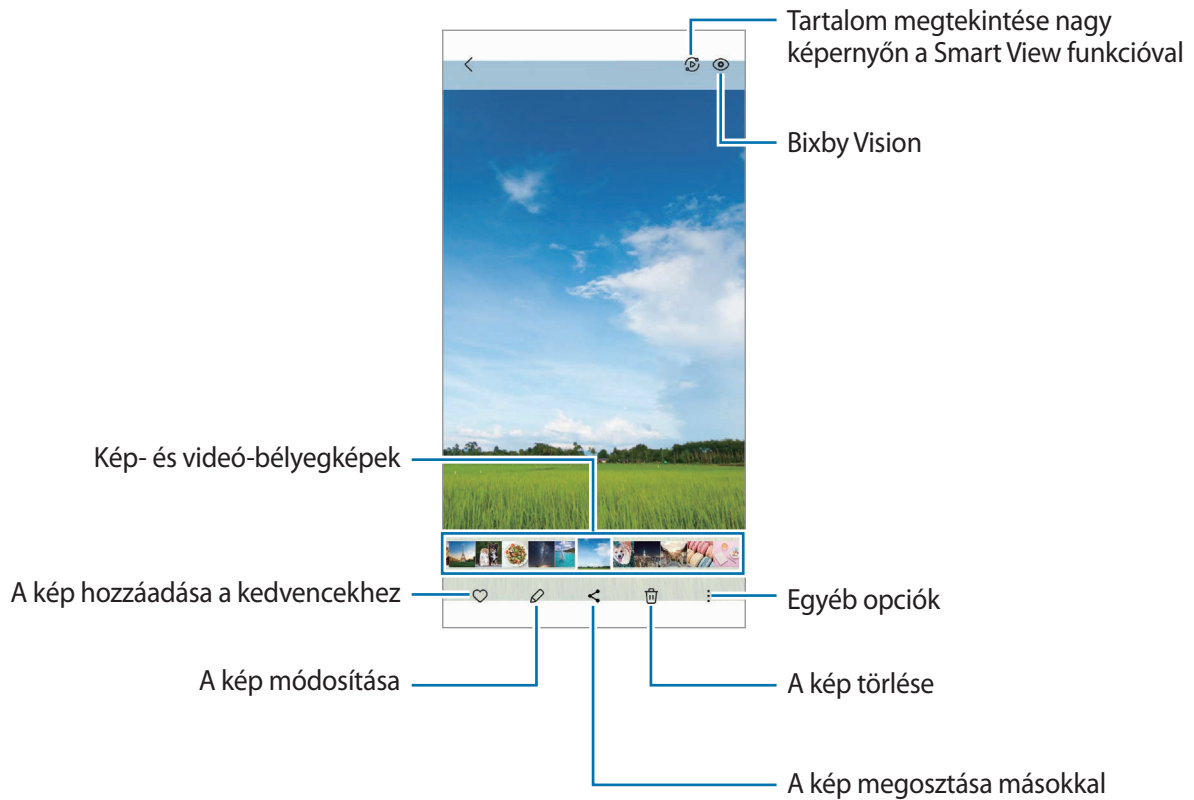 Tartalom megtekintése nagy
képernyőn a Smart View funkcióval
Bixby Vision
Kép- és videó-bélyegképek
A kép hozzáadása a kedvencekhez
Egyéb opciók
A kép módosítása
A kép törlése
A kép megosztása másokkal